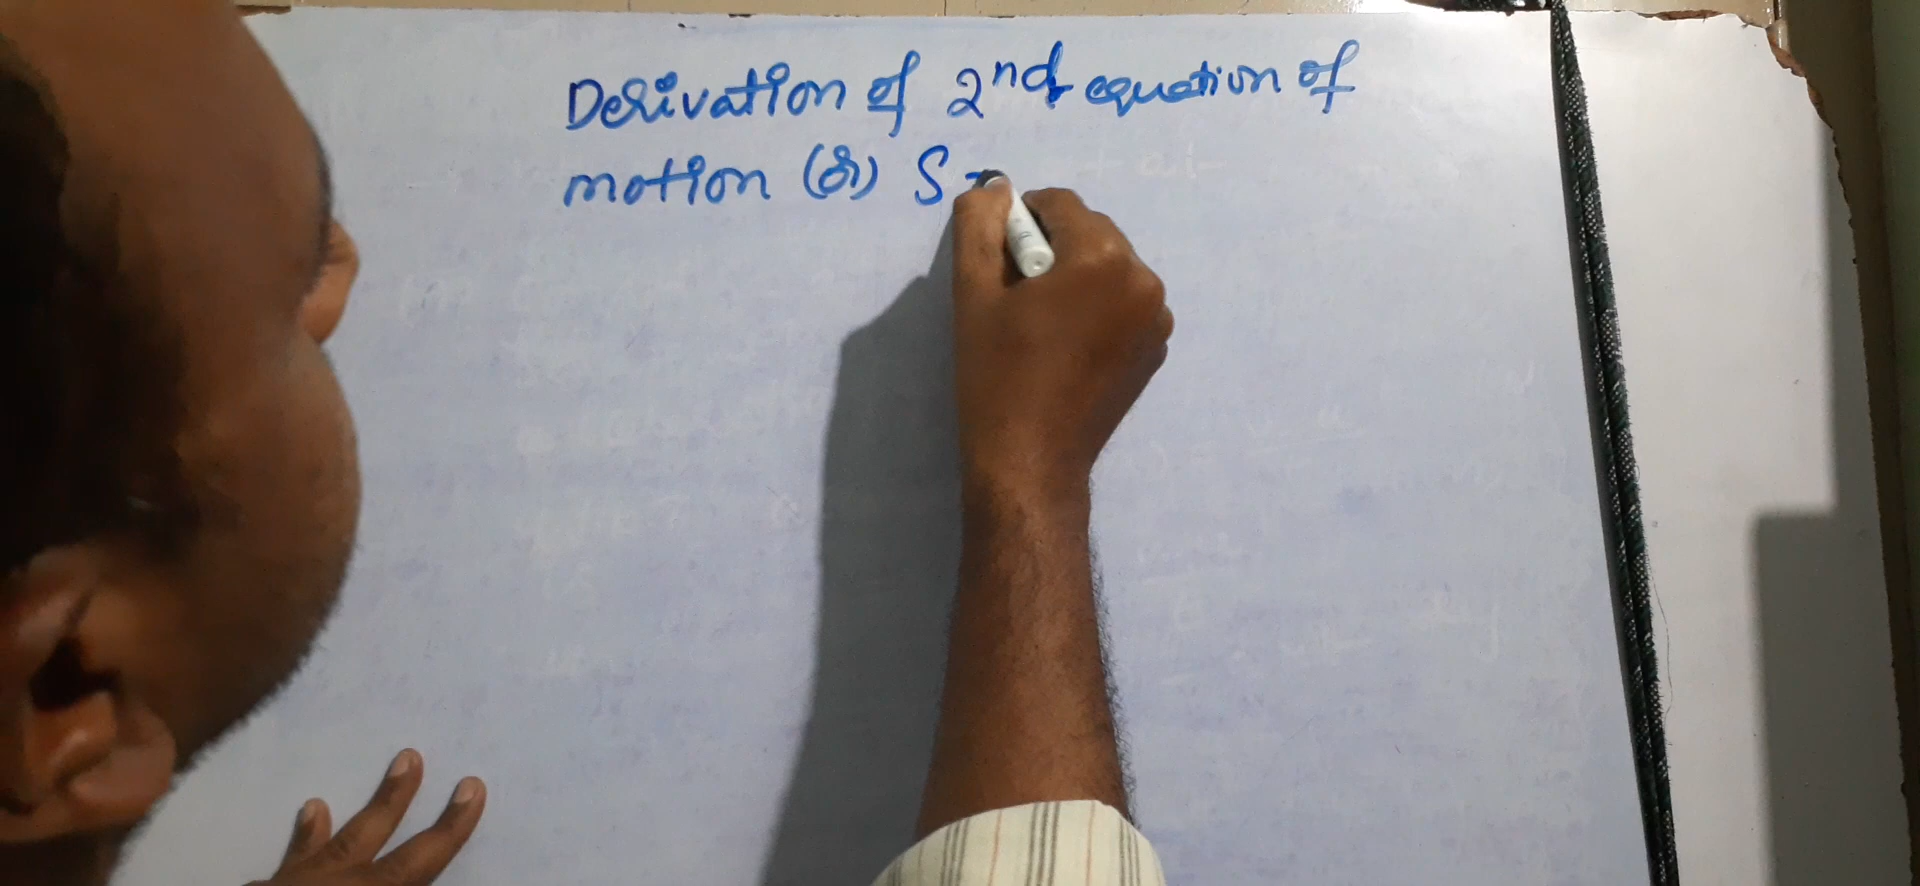 Derivation of 2nd equation of
motion (or) S =